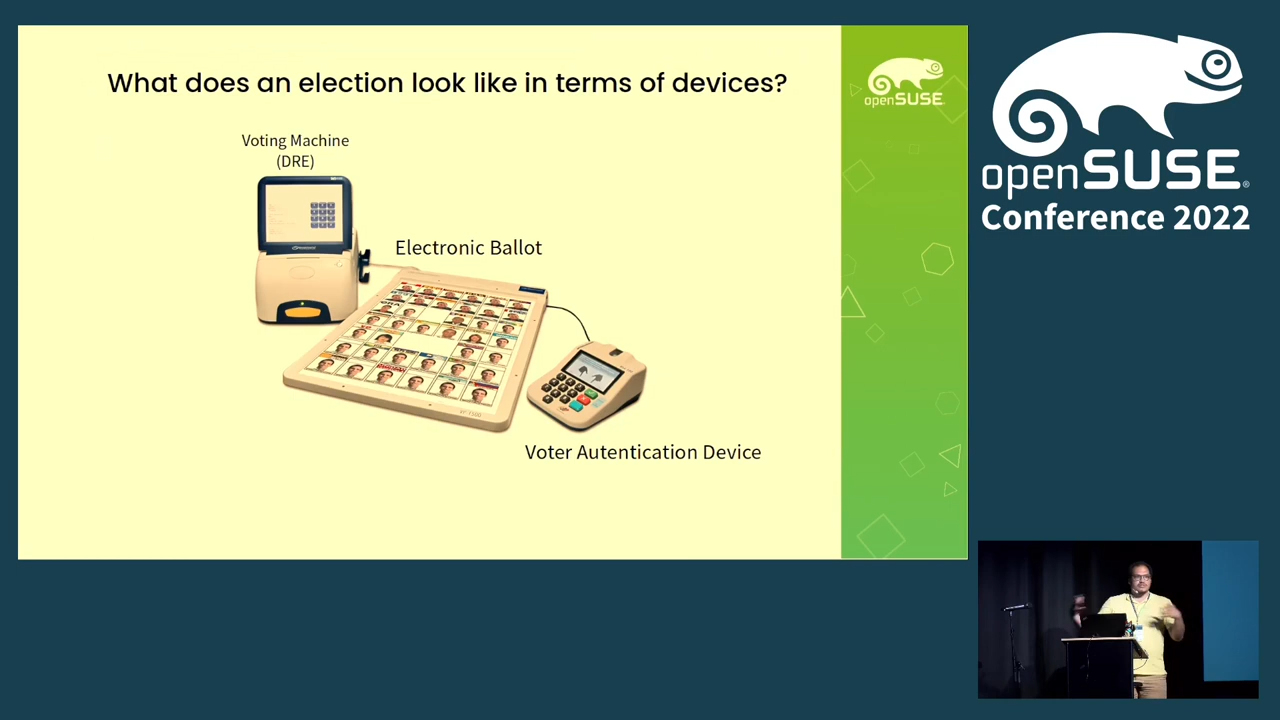 What does an election look like in terms of devices?
Voting Machine
(DRE)
Electronic Ballot
Voter Autentication Device
openSUSE
openSUSE®
Conference 2022